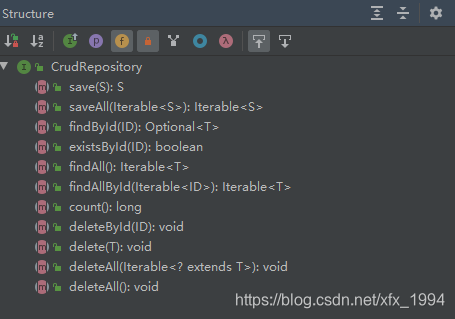 Structure
CrudRepository
save(S): S
saveAll(Iterable<S>): Iterable<S>
findById(ID): Optional<T>
existsById(ID): boolean
findAll(): Iterable<T>
findAllById(Iterable<ID>): Iterable<T>
count(): long
deleteById(ID): void
delete(T): void
deleteAll(Iterable<? extends T>): void
deleteAll(): void
https://blog.csdn.net/xfx_1994